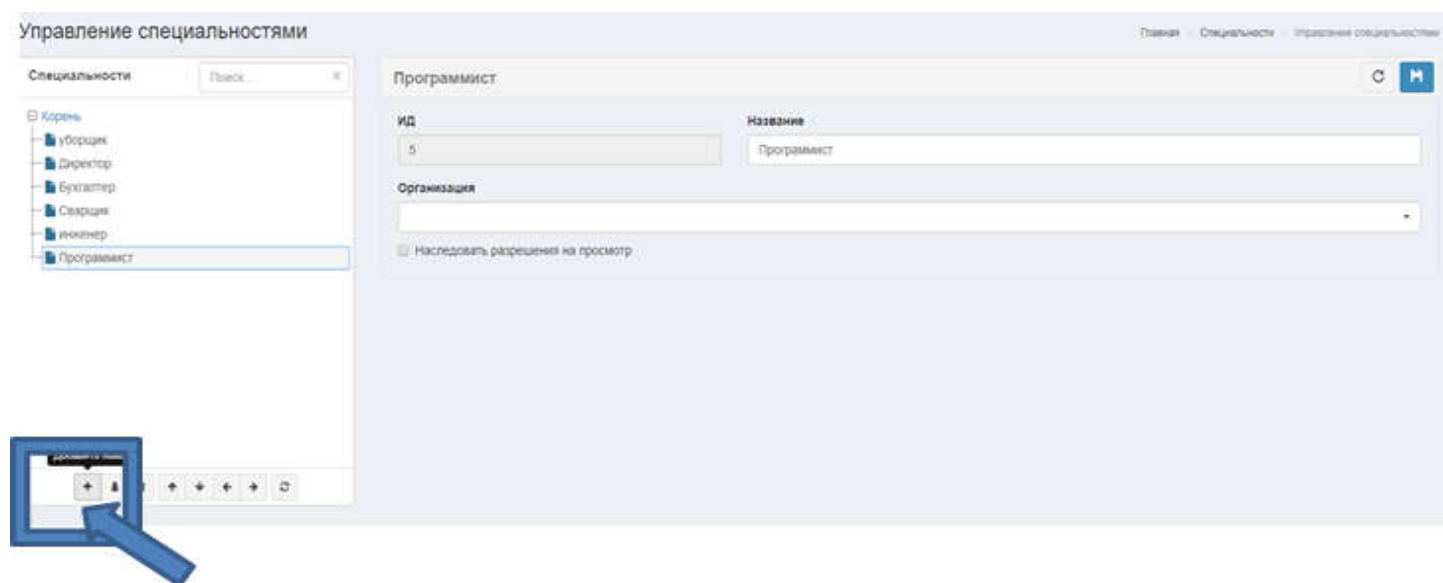 Управление специальностями
Главная Специальности Управление специальностями
Специальности
Поиск...
Корень
уборщик
Директор
Бухгалтер
Сварщик
инженер
Программист
Программист
ИД
Название
5
Программист
Организация
Наследовать разрешения на просмотр